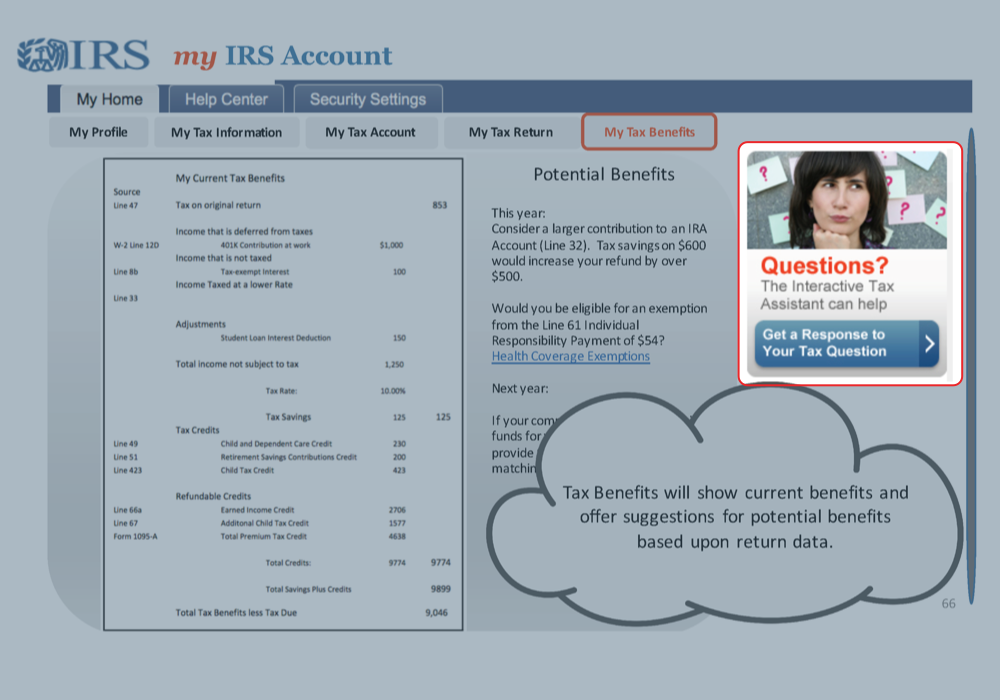 IRS my IRS Account
My Home Help Center Security Settings
My Profile My Tax Information My Tax Account My Tax Return My Tax Benefits
My Current Tax Benefits
Source
Line 47 Tax on original return 853
Income that is deferred from taxes
W-2 Line 12D 401K Contribution at work $1,000
Income that is not taxed
Line 8b Tax-exempt Interest 100
Income Taxed at a lower Rate
Line 33
Adjustments
Student Loan Interest Deduction 150
Total income not subject to tax 1,250
Tax Rate: 10.00%
Tax Savings 125 125
Tax Credits
Line 49 Child and Dependent Care Credit 230
Line 51 Retirement Savings Contributions Credit 200
Line 423 Child Tax Credit 423
Refundable Credits
Line 66a Earned Income Credit 2706
Line 67 Additonal Child Tax Credit 1577
Form 1095-A Total Premium Tax Credit 4638
Total Credits: 9774 9774
Total Savings Plus Credits 9899
Total Tax Benefits less Tax Due 9,046
Potential Benefits
This year:
Consider a larger contribution to an IRA
Account (Line 32). Tax savings on $600
would increase your refund by over
$500.
Would you be eligible for an exemption
from the Line 61 Individual
Responsibility Payment of $54?
Health Coverage Exemptions
Next year:
If your
funds for
provide
? ? ? ?
Questions?
The Interactive Tax
Assistant can help
Get a Response to
Your Tax Question
Tax Benefits will show current benefits and
offer suggestions for potential benefits
based upon return data.
66